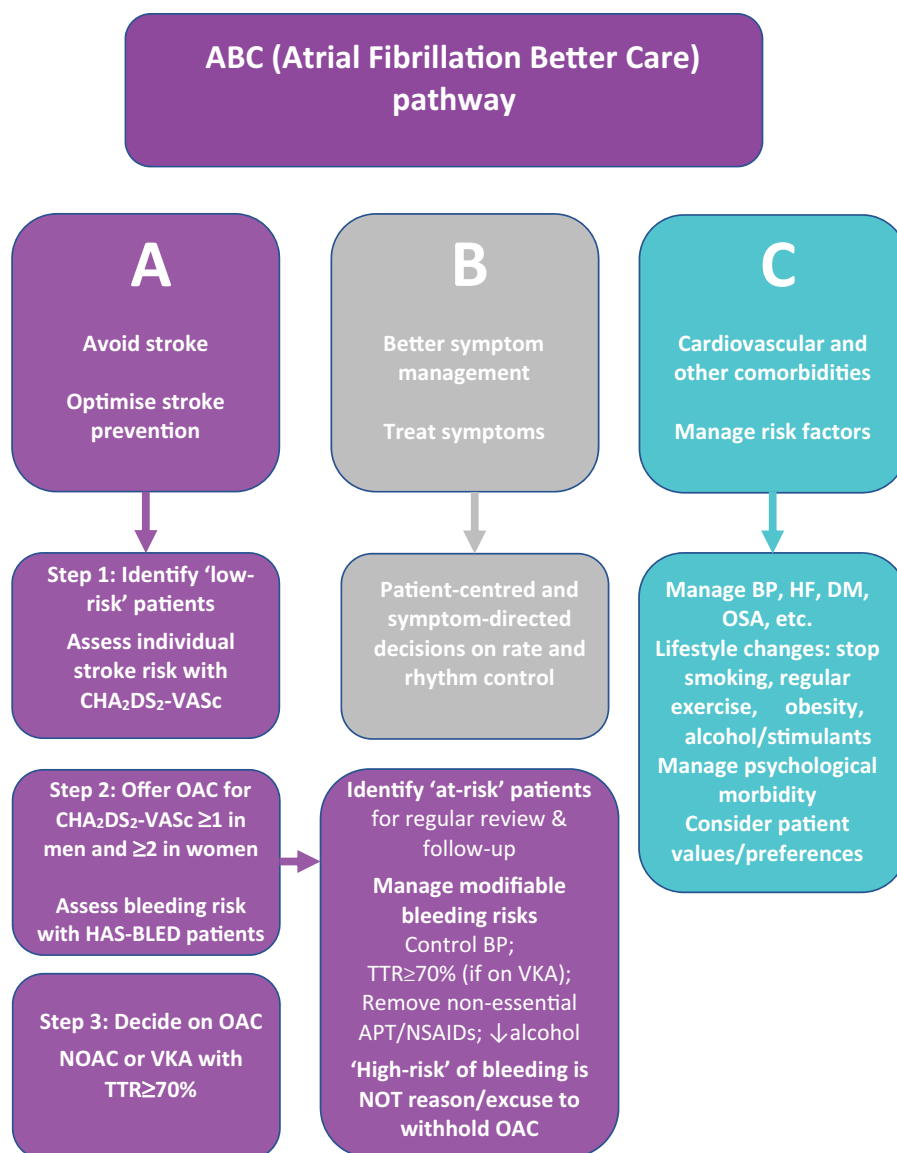 ABC (Atrial Fibrillation Better Care)
pathway
A
Avoid stroke
Optimise stroke
prevention
B
Better symptom
management
Treat symptoms
C
Cardiovascular and
other comorbidities
Manage risk factors
Step 1: Identify ‘low-
risk’ patients
Assess individual
stroke risk with
CHA₂DS₂-VASc
Patient-centred and
symptom-directed
decisions on rate and
rhythm control
Manage BP, HF, DM,
OSA, etc.
Lifestyle changes: stop
smoking, regular
exercise, obesity,
alcohol/stimulants
Manage psychological
morbidity
Consider patient
values/preferences
Step 2: Offer OAC for
CHA₂DS₂-VASc ≥1 in
men and ≥2 in women
Assess bleeding risk
with HAS-BLED patients
Identify ‘at-risk’ patients
for regular review &
follow-up
Manage modifiable
bleeding risks
Control BP;
TTR≥70% (if on VKA);
Remove non-essential
APT/NSAIDs; ↓alcohol
‘High-risk’ of bleeding is
NOT reason/excuse to
withhold OAC
Step 3: Decide on OAC
NOAC or VKA with
TTR≥70%